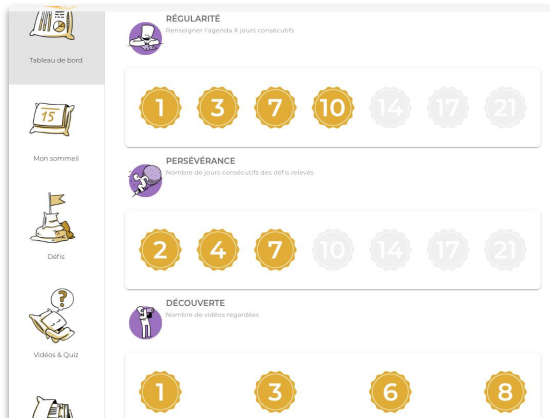 Tableau de bord
15
Mon sommeil
Défis
?
Vidéos & Quiz
RÉGULARITÉ
Renseigner l'agenda X jours consécutifs
1 3 7 10 14 17 21
PERSÉVÉRANCE
Nombre de jours consécutifs des défis relevés
2 4 7 10 14 17 21
DÉCOUVERTE
Nombre de vidéos regardées
1 3 6 8